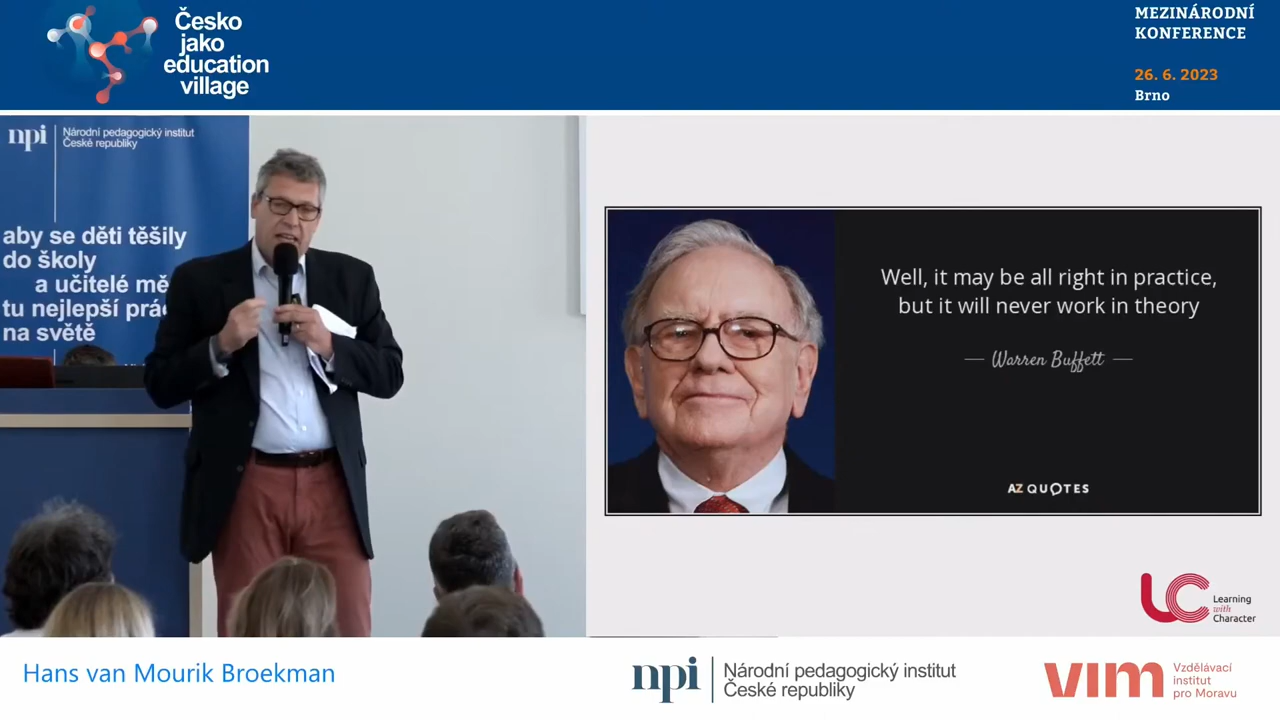 Česko
jako
education
village
MEZINÁRODNÍ
KONFERENCE
26. 6. 2023
Brno
npi
Národní pedagogický institut
České republiky
aby se děti těšily
do školy
a učitelé mě
tu nejlepší prá
na světě
Well, it may be all right in practice,
but it will never work in theory
Warren Buffett
AZ QUOTES
LC
Learning
with
Character
Hans van Mourik Broekman
npi
Národní pedagogický institut
České republiky
vim
Vzdělávací
institut
pro Moravu